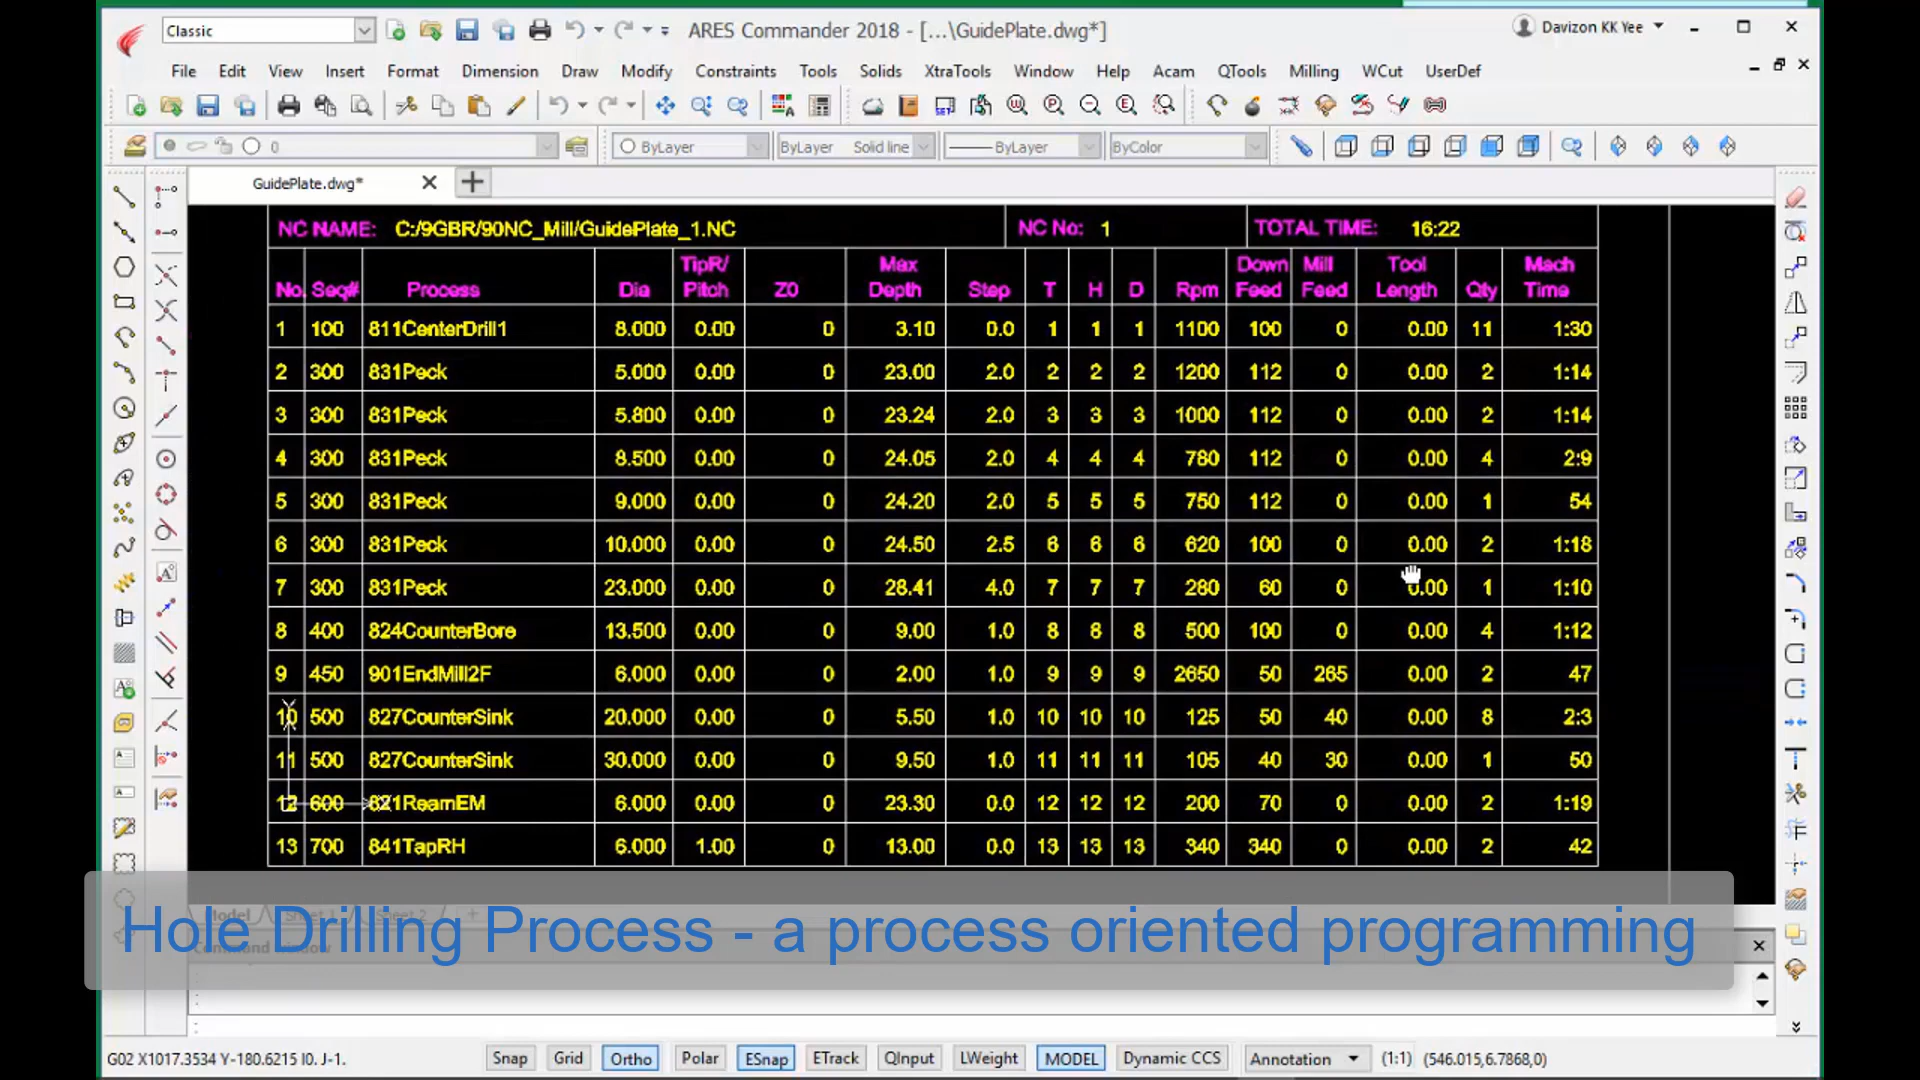 Classic ARES Commander 2018 - [...\GuidePlate.dwg*] Davizon KK Yee
File Edit View Insert Format Dimension Draw Modify Constraints Tools Solids XtraTools Window Help Acam QTools Milling WCut UserDef
0 ByLayer ByLayer Solid line ByLayer ByColor
GuidePlate.dwg*
NC NAME: C:/9GBR/90NC_Mill/GuidePlate_1.NC NC No: 1 TOTAL TIME: 16:22
No. Seq# Process Dia TipR/Pitch Z0 Max Depth Step T H D Rpm Down Feed Mill Feed Tool Length Qty Mach Time
1 100 811CenterDrill1 8.000 0.00 0 3.10 0.0 1 1 1 1100 100 0 0.00 11 1:30
2 300 831Peck 5.000 0.00 0 23.00 2.0 2 2 2 1200 112 0 0.00 2 1:14
3 300 831Peck 5.800 0.00 0 23.24 2.0 3 3 3 1000 112 0 0.00 2 1:14
4 300 831Peck 8.500 0.00 0 24.05 2.0 4 4 4 780 112 0 0.00 4 2:9
5 300 831Peck 9.000 0.00 0 24.20 2.0 5 5 5 750 112 0 0.00 1 54
6 300 831Peck 10.000 0.00 0 24.50 2.5 6 6 6 620 100 0 0.00 2 1:18
7 300 831Peck 23.000 0.00 0 28.41 4.0 7 7 7 280 60 0 0.00 1 1:10
8 400 824CounterBore 13.500 0.00 0 9.00 1.0 8 8 8 500 100 0 0.00 4 1:12
9 450 901EndMill2F 6.000 0.00 0 2.00 1.0 9 9 9 2650 50 265 0.00 2 47
10 500 827CounterSink 20.000 0.00 0 5.50 1.0 10 10 10 125 50 40 0.00 8 2:3
11 500 827CounterSink 30.000 0.00 0 9.50 1.0 11 11 11 105 40 30 0.00 1 50
12 600 821ReamEM 6.000 0.00 0 23.30 0.0 12 12 12 200 70 0 0.00 2 1:19
13 700 841TapRH 6.000 1.00 0 13.00 0.0 13 13 13 340 340 0 0.00 2 42
Model Sheet 1 Sheet 2
Hole Drilling Process - a process oriented programming
Command window
:
:
:
G02 X1017.3534 Y-180.6215 I0. J-1. Snap Grid Ortho Polar ESnap ETrack QInput LWeight MODEL Dynamic CCS Annotation (1:1) (546.015,6.7868,0)